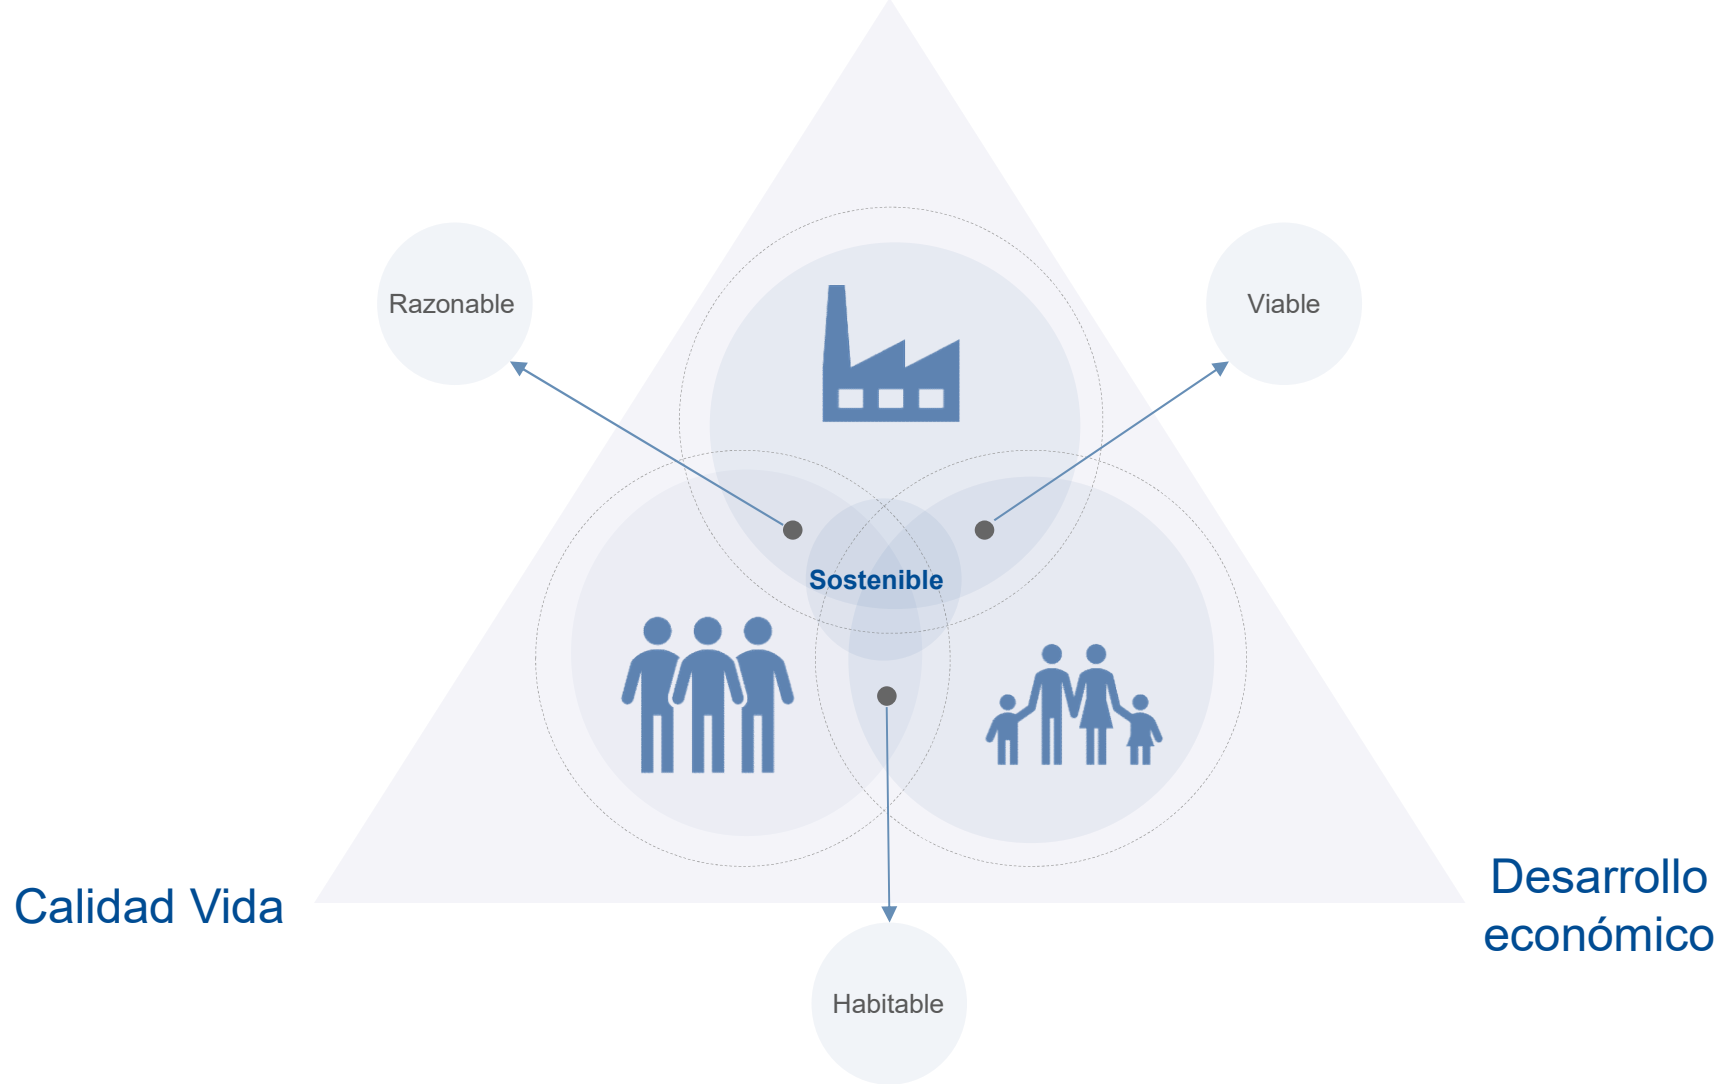 Razonable
Viable
Sostenible
Calidad Vida
Desarrollo
económico
Habitable